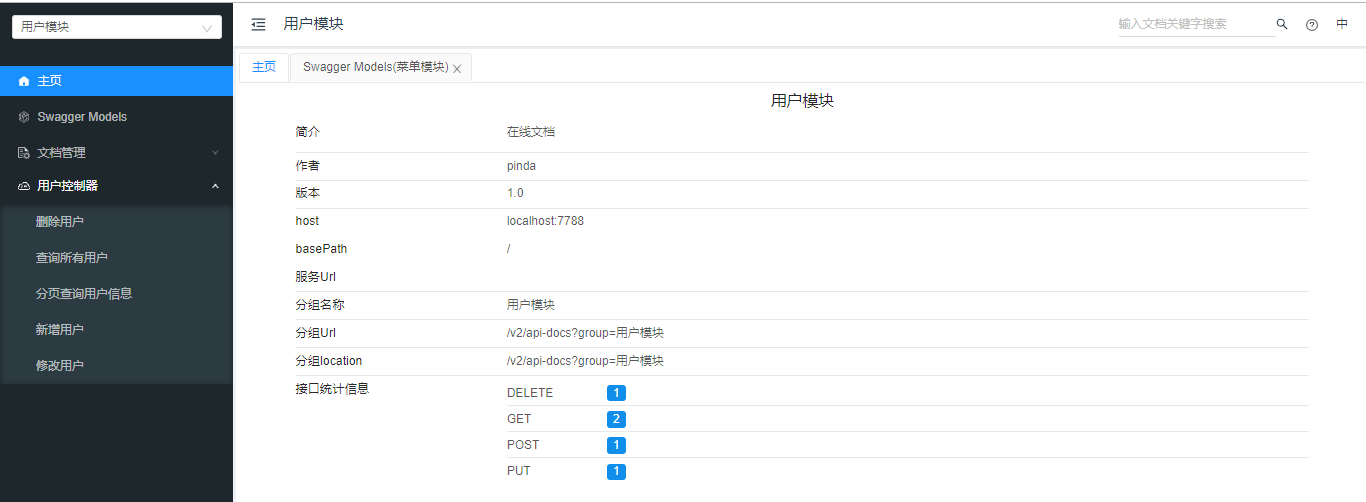 用户模块
主页
Swagger Models
文档管理
用户控制器
删除用户
查询所有用户
分页查询用户信息
新增用户
修改用户
用户模块
输入文档关键字搜索
中
主页 Swagger Models(菜单模块)
用户模块
简介 在线文档
作者 pinda
版本 1.0
host localhost:7788
basePath /
服务Url
分组名称 用户模块
分组Url /v2/api-docs?group=用户模块
分组location /v2/api-docs?group=用户模块
接口统计信息 DELETE 1
GET 2
POST 1
PUT 1